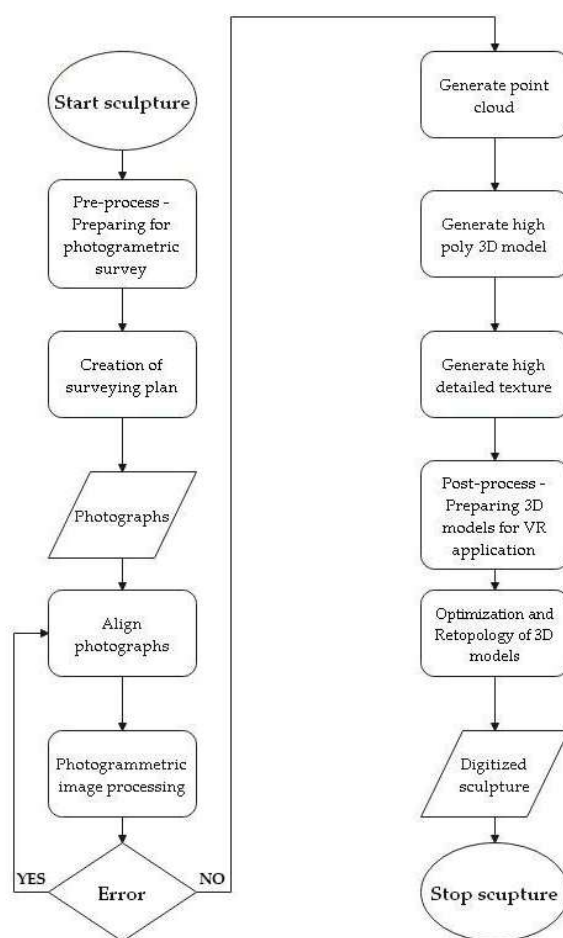 Start sculpture
Pre-process -
Preparing for
photogrametric
survey
Creation of
surveying plan
Photographs
Align
photographs
Photogrammetric
image processing
YES
Error
NO
Generate point
cloud
Generate high
poly 3D model
Generate high
detailed texture
Post-process -
Preparing 3D
models for VR
application
Optimization and
Retopology of 3D
models
Digitized
sculpture
Stop scupture